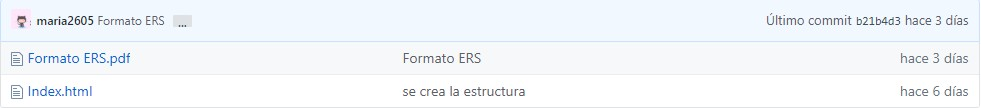 maria2605 Formato ERS ... Último commit b21b4d3 hace 3 días
Formato ERS.pdf Formato ERS hace 3 días
Index.html se crea la estructura hace 6 días